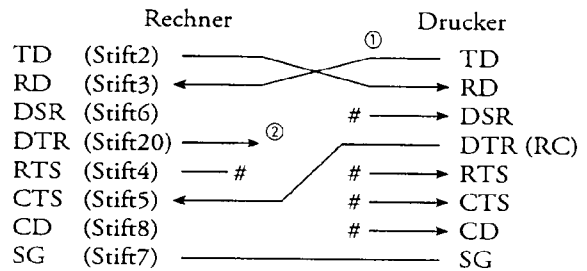 Rechner Drucker
①
TD (Stift2) TD
RD (Stift3) RD
DSR (Stift6) # DSR
DTR (Stift20) ② DTR (RC)
RTS (Stift4) # # RTS
CTS (Stift5) # CTS
CD (Stift8) # CD
SG (Stift7) SG